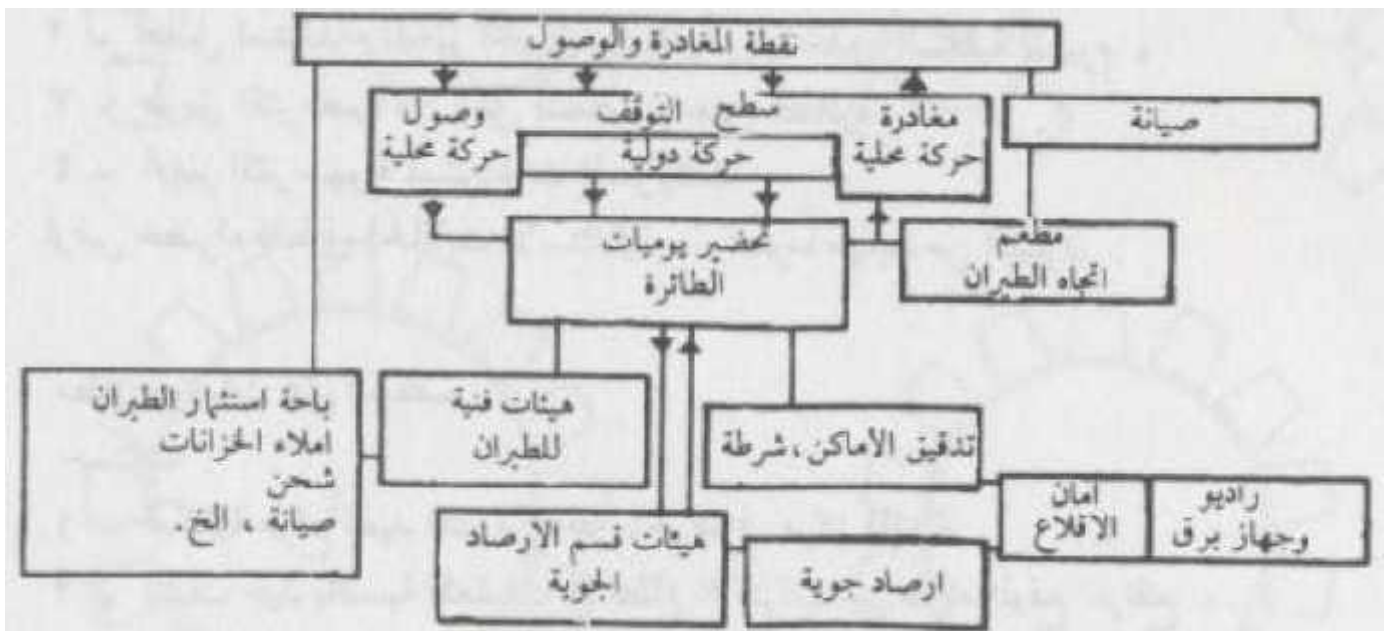 نقطة المغادرة والوصول
وصول
حركة محلية
سطح التوقف
حركة دولية
مغادرة
حركة محلية
صيانة
تحضير يوميات
الطائرة
مطعم
اتجاه الطيران
باحة استثمار الطيران
املاء الخزانات
شحن
صيانة ، الخ.
هيئات فنية
للطيران
تدقيق الأماكن ، شرطة
امان
الاقلاع
راديو
وجهاز برق
هيئات قسم الارصاد
الجوية
ارصاد جوية